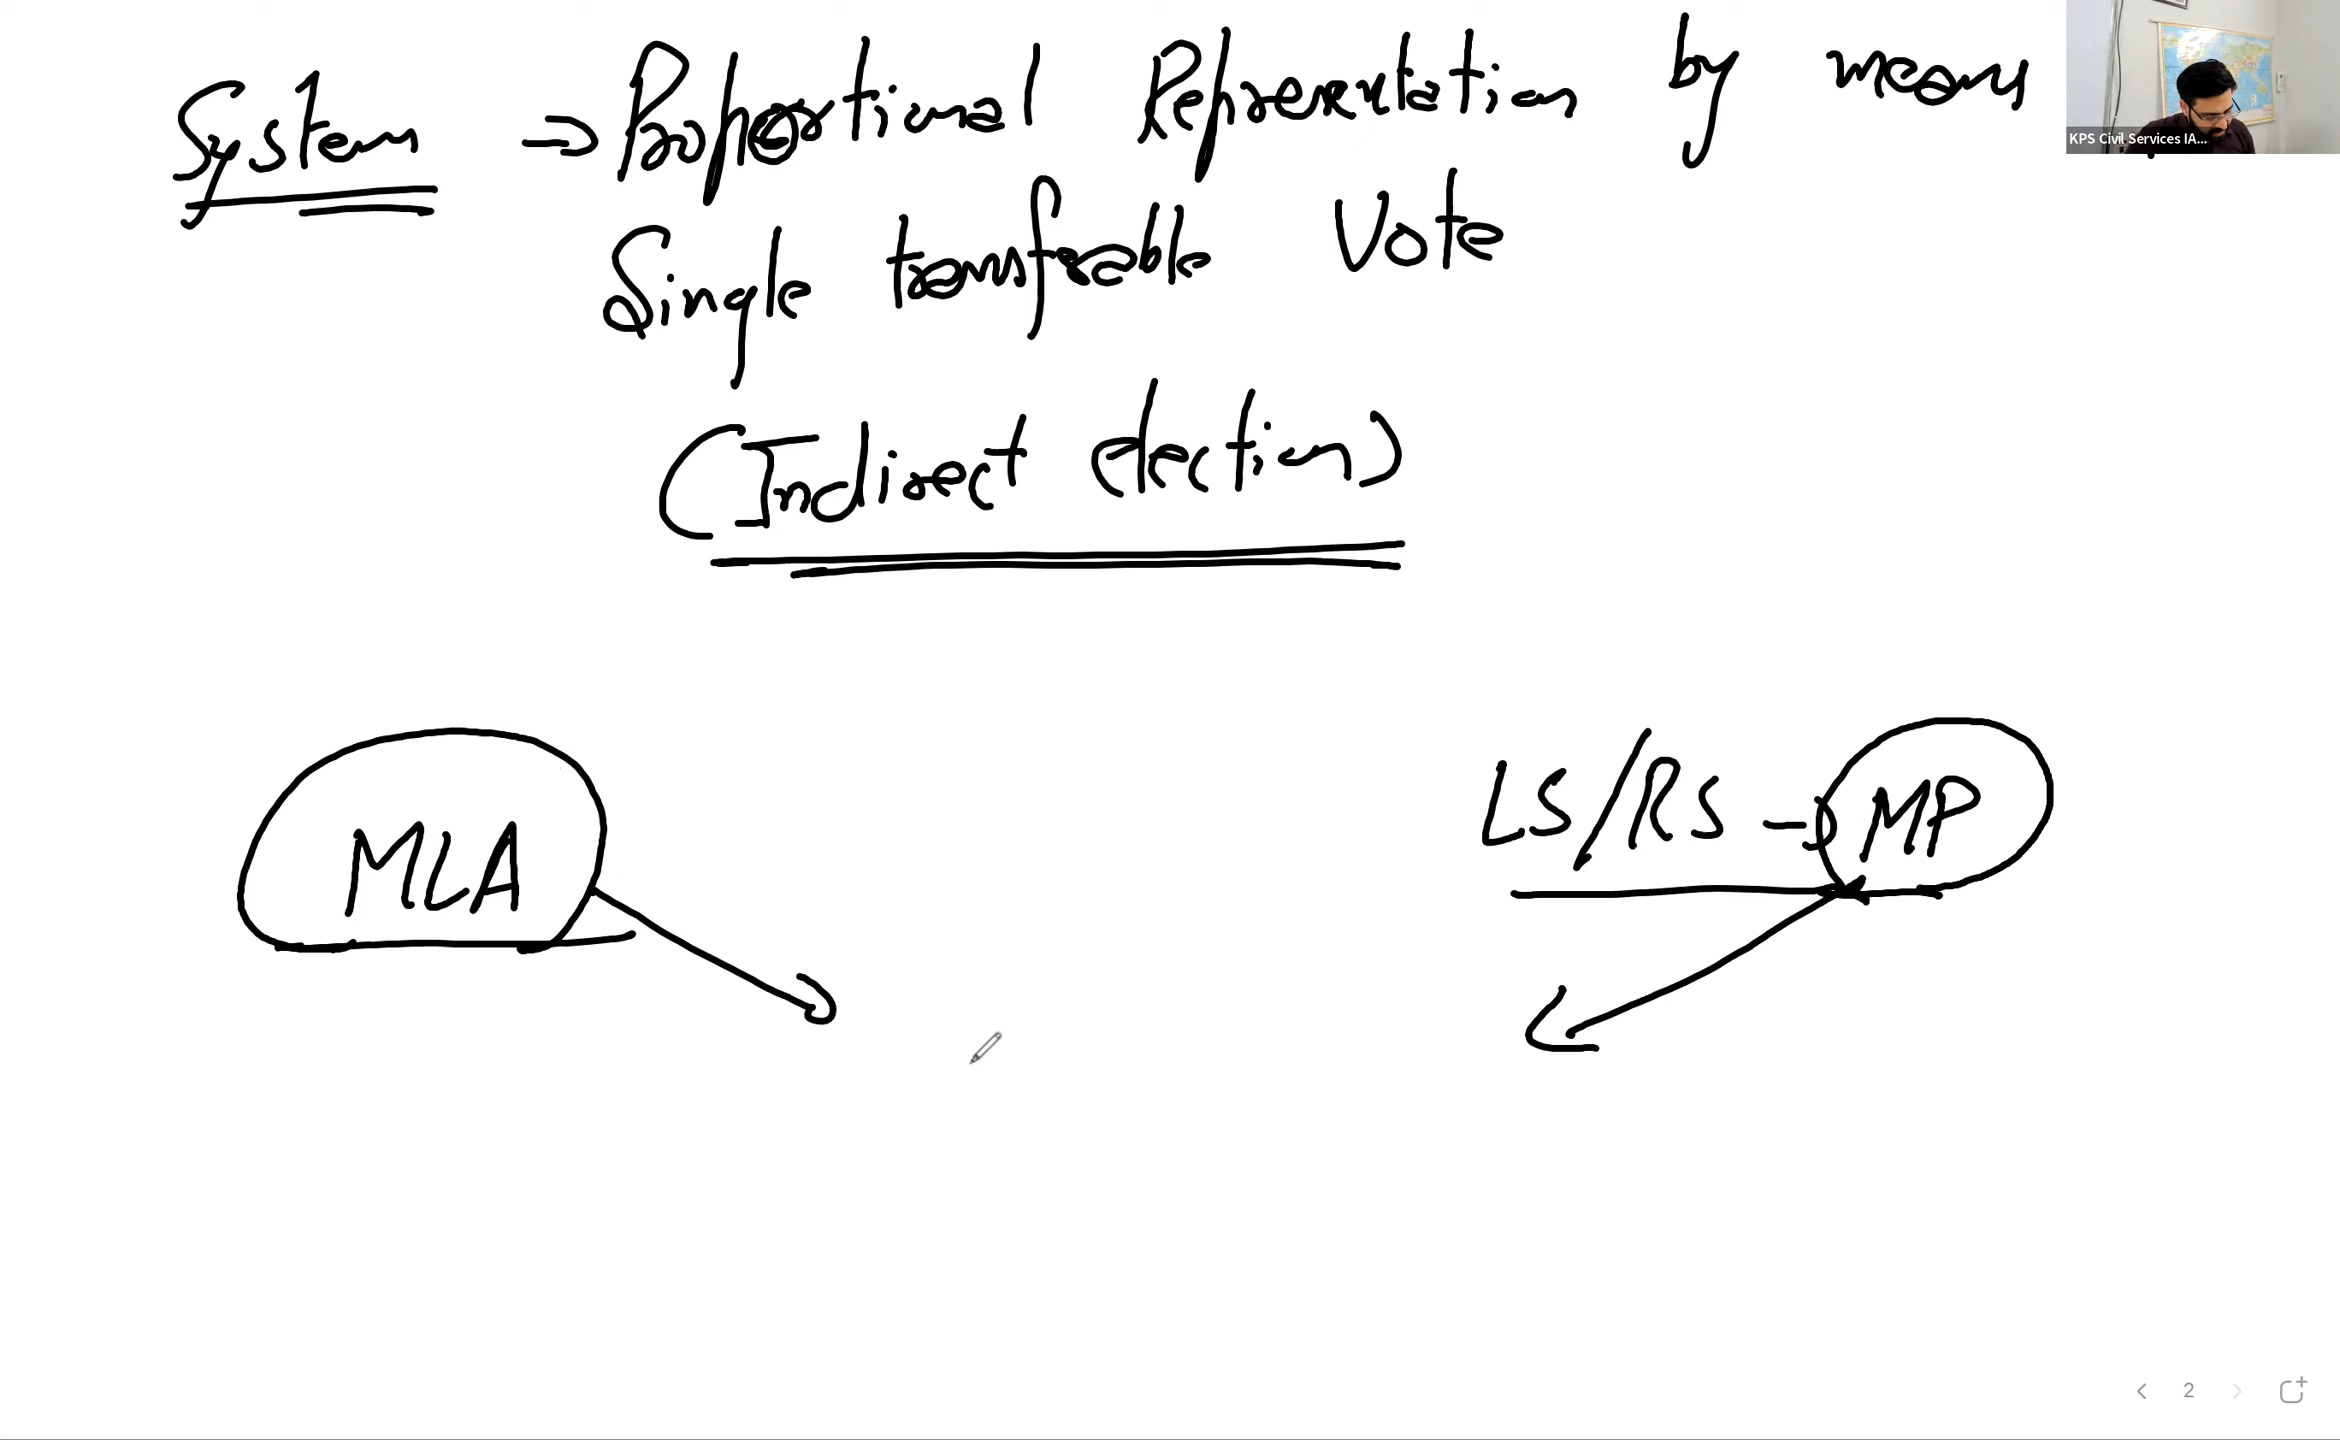 System ⇒ Proportional Representation by means
KPS Civil Services IA...
Single transferable Vote
(Indirect election)
LS/RS → MP
MLA
2